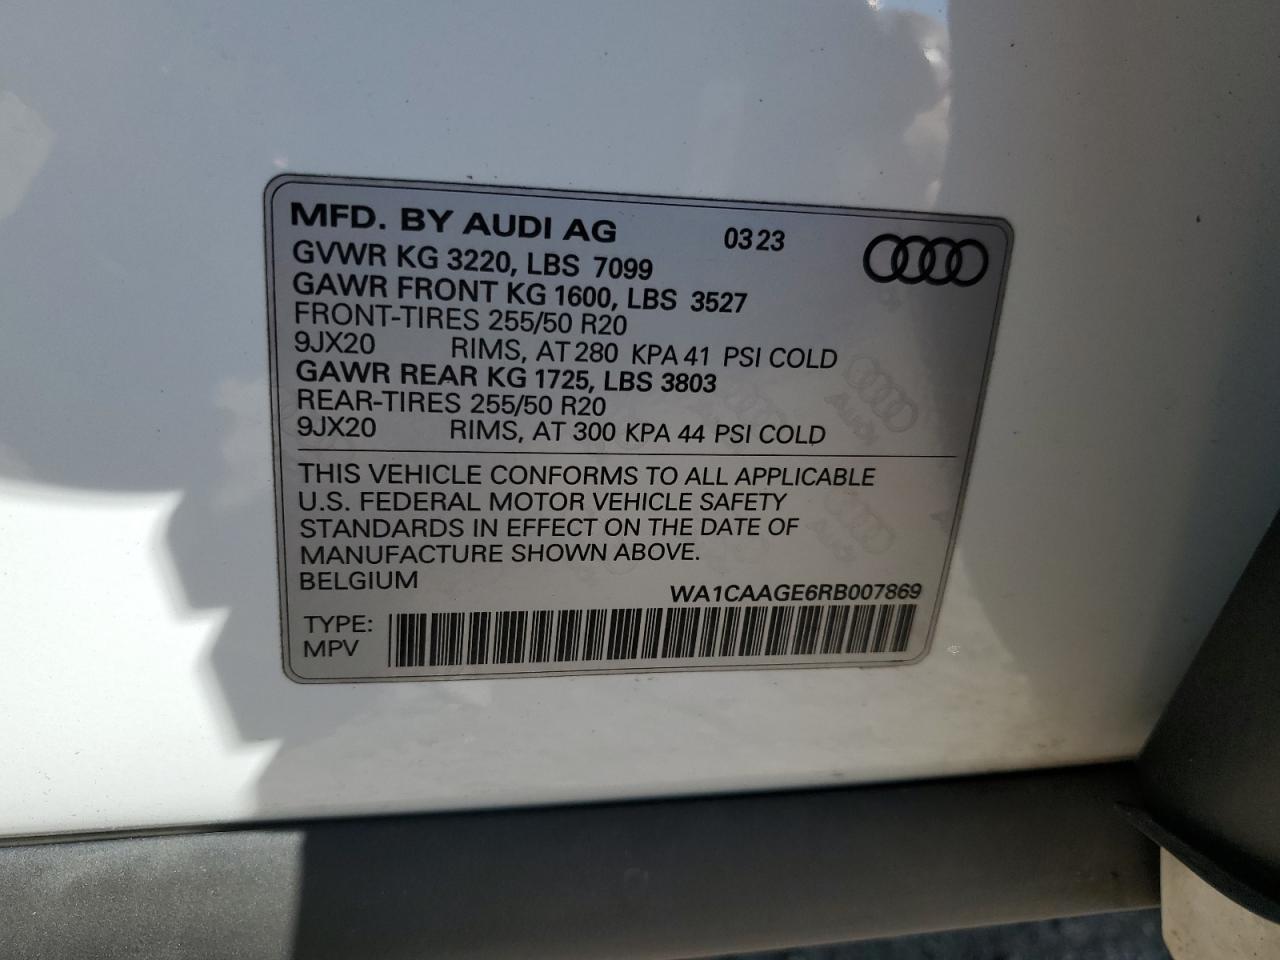 MFD. BY AUDI AG 03 23
GVWR KG 3220, LBS 7099
GAWR FRONT KG 1600, LBS 3527
FRONT-TIRES 255/50 R20
9JX20 RIMS, AT 280 KPA 41 PSI COLD
GAWR REAR KG 1725, LBS 3803
REAR-TIRES 255/50 R20
9JX20 RIMS, AT 300 KPA 44 PSI COLD
THIS VEHICLE CONFORMS TO ALL APPLICABLE
U.S. FEDERAL MOTOR VEHICLE SAFETY
STANDARDS IN EFFECT ON THE DATE OF
MANUFACTURE SHOWN ABOVE.
BELGIUM
WA1CAAGE6RB007869
TYPE:
MPV